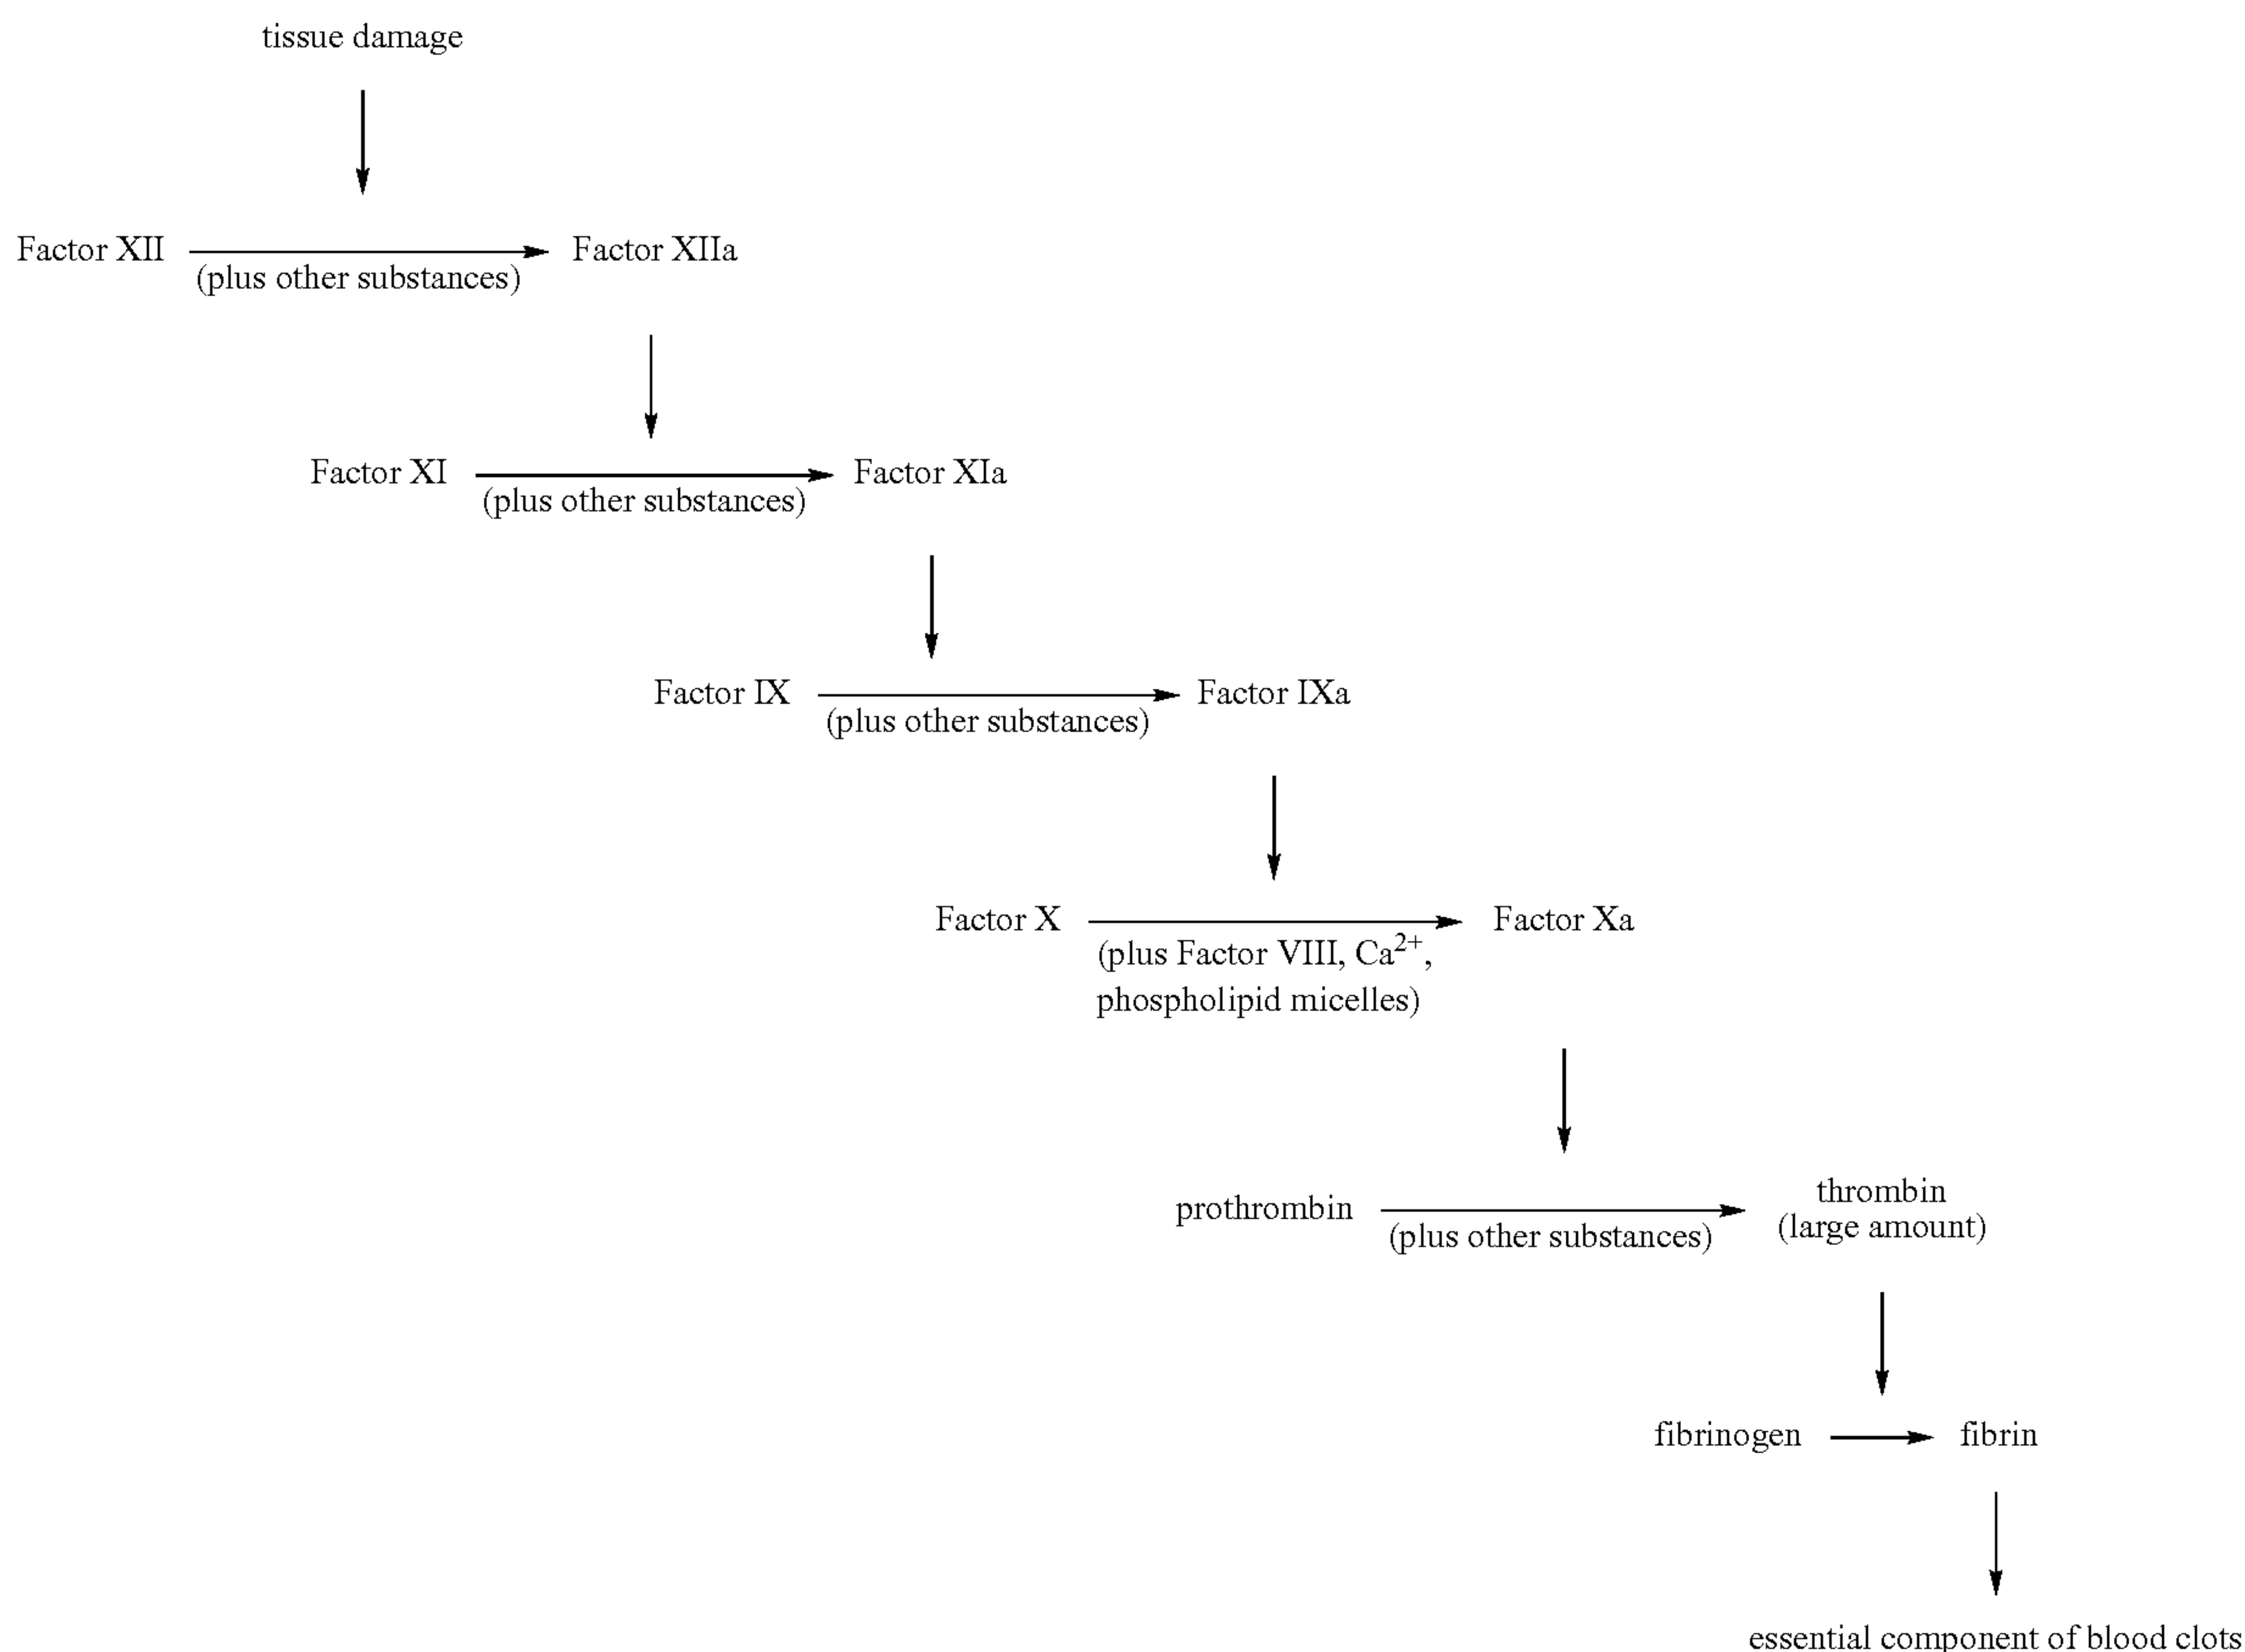 tissue damage
Factor XII
Factor XIIa
(plus other substances)
Factor XI
Factor XIa
(plus other substances)
Factor IX
Factor IXa
(plus other substances)
Factor X
Factor Xa
(plus Factor VIII, Ca²⁺,
phospholipid micelles)
prothrombin
thrombin
(large amount)
(plus other substances)
fibrinogen
fibrin
essential component of blood clots